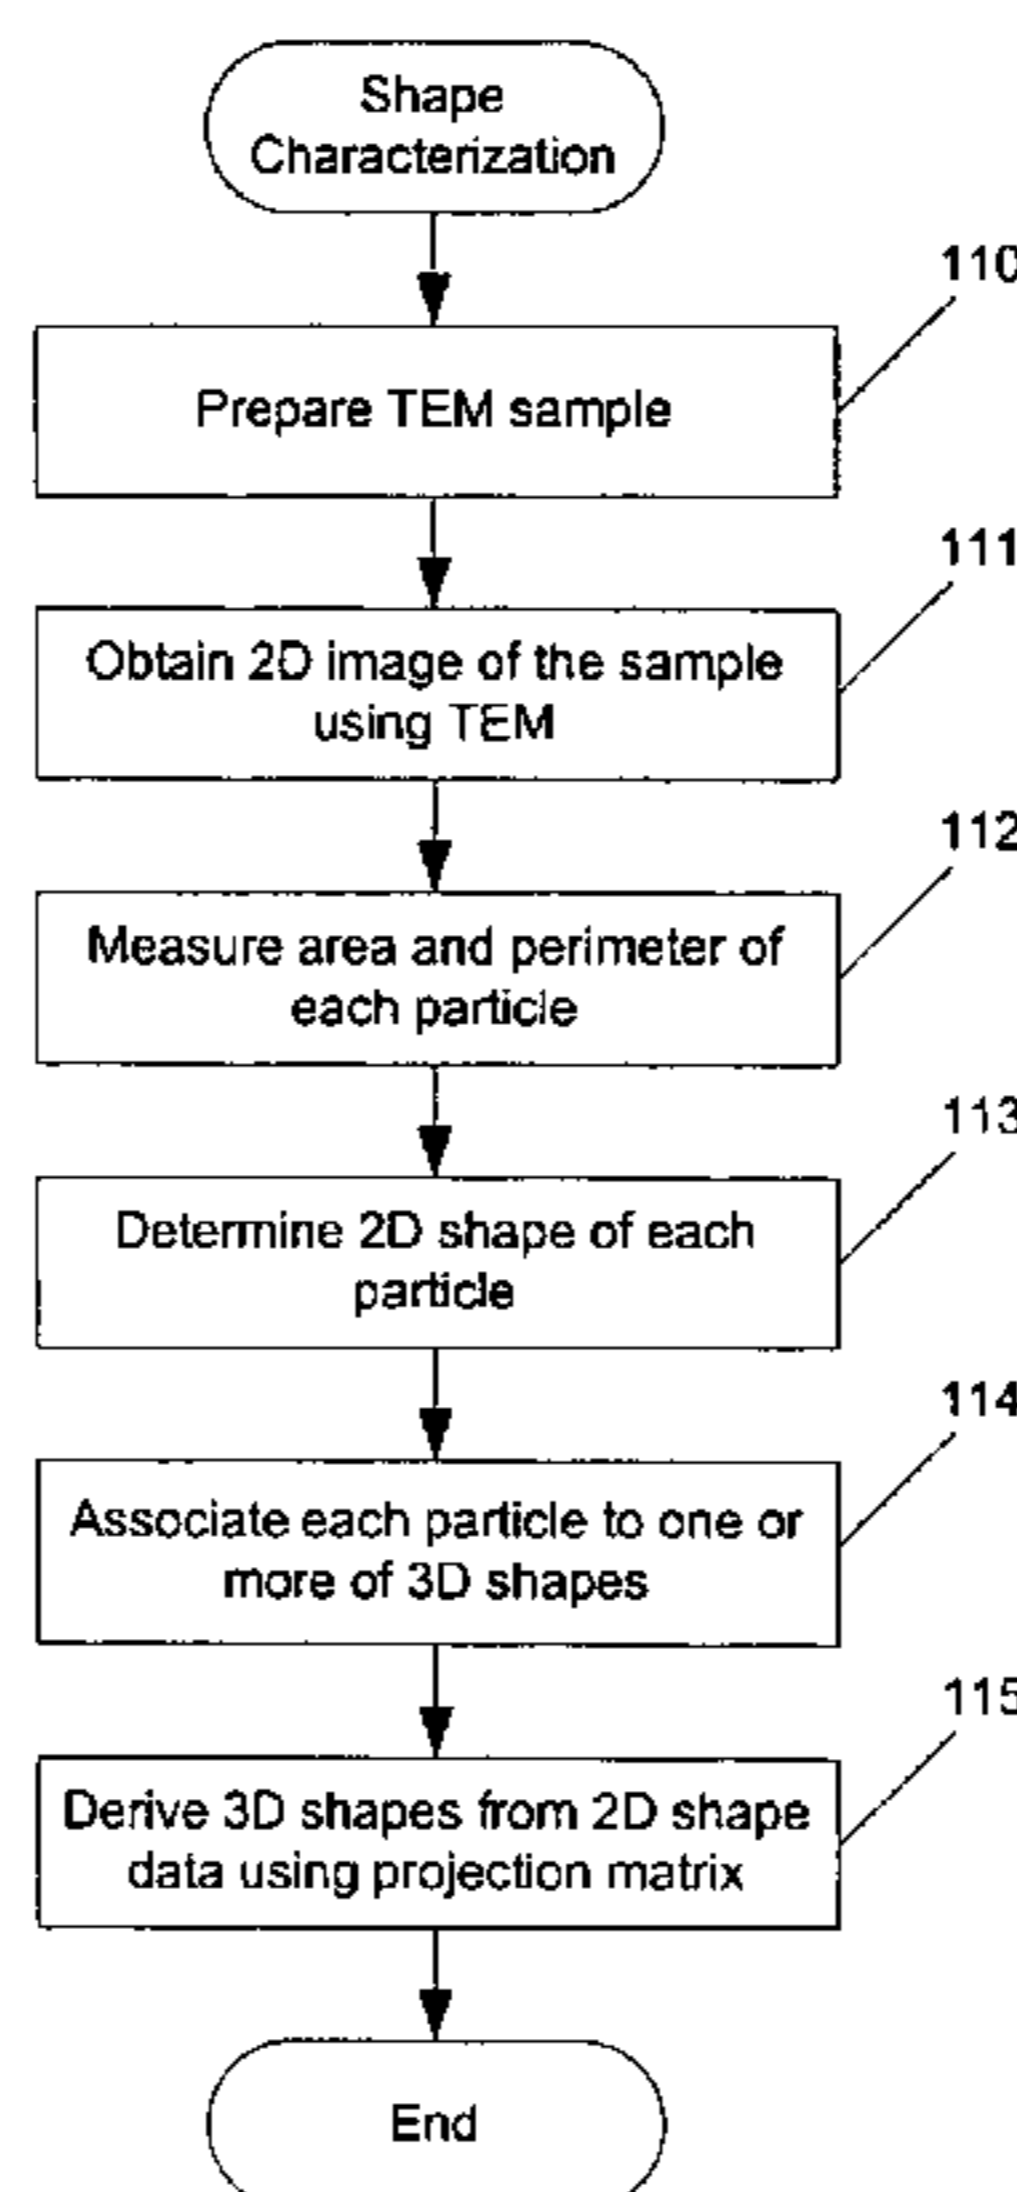 Shape
Characterization
110
Prepare TEM sample
111
Obtain 2D image of the sample
using TEM
112
Measure area and perimeter of
each particle
113
Determine 2D shape of each
particle
114
Associate each particle to one or
more of 3D shapes
115
Derive 3D shapes from 2D shape
data using projection matrix
End